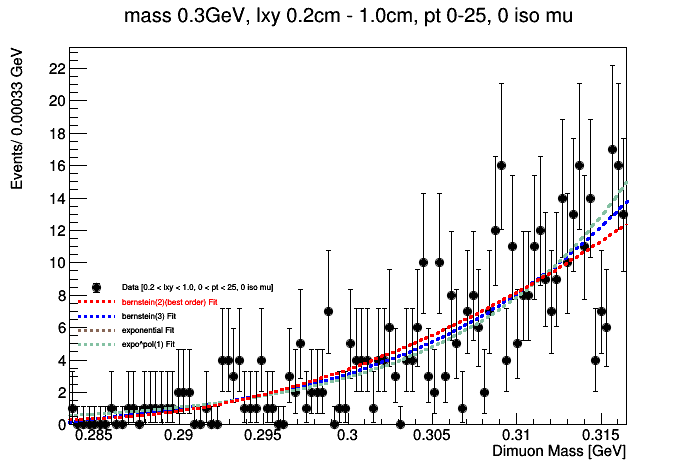 mass 0.3GeV, lxy 0.2cm - 1.0cm, pt 0-25, 0 iso mu
Events/ 0.00033 GeV
22
20
18
16
14
12
10
8
6
4
2
0
Data [0.2 < lxy < 1.0, 0 < pt < 25, 0 iso mu]
bernstein(2)(best order) Fit
bernstein(3) Fit
exponential Fit
expo*pol(1) Fit
0.285 0.29 0.295 0.3 0.305 0.31 0.315
Dimuon Mass [GeV]